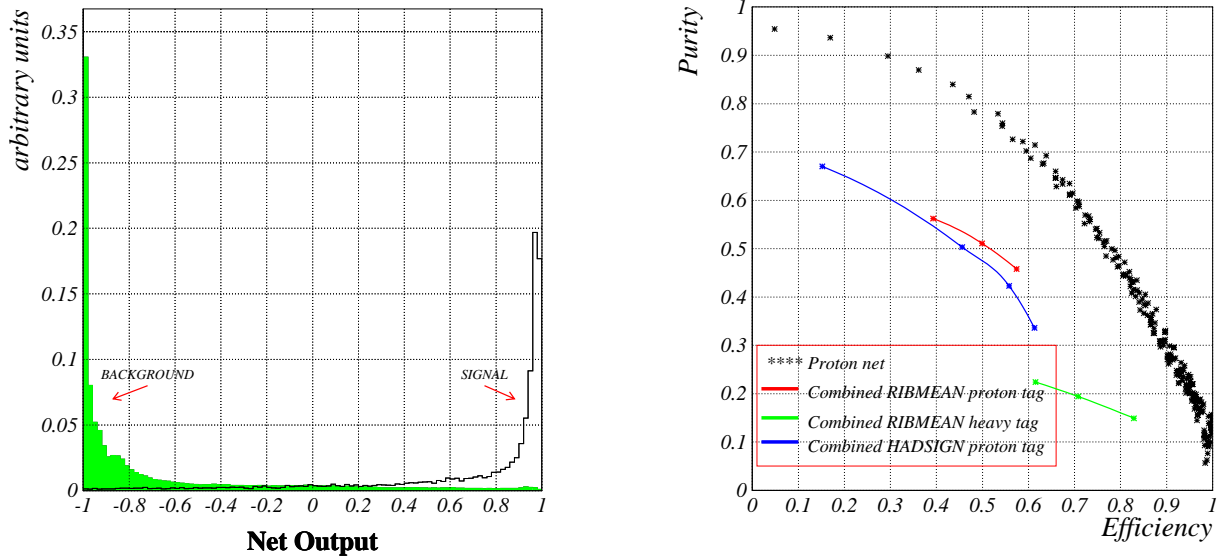 arbitrary units
0.35
0.3
0.25
0.2
0.15
0.1
0.05
0
BACKGROUND
SIGNAL
-1 -0.8 -0.6 -0.4 -0.2 0 0.2 0.4 0.6 0.8 1
Net Output
Purity
1
0.9
0.8
0.7
0.6
0.5
0.4
0.3
0.2
0.1
0
**** Proton net
Combined RIBMEAN proton tag
Combined RIBMEAN heavy tag
Combined HADSIGN proton tag
0 0.1 0.2 0.3 0.4 0.5 0.6 0.7 0.8 0.9 1
Efficiency